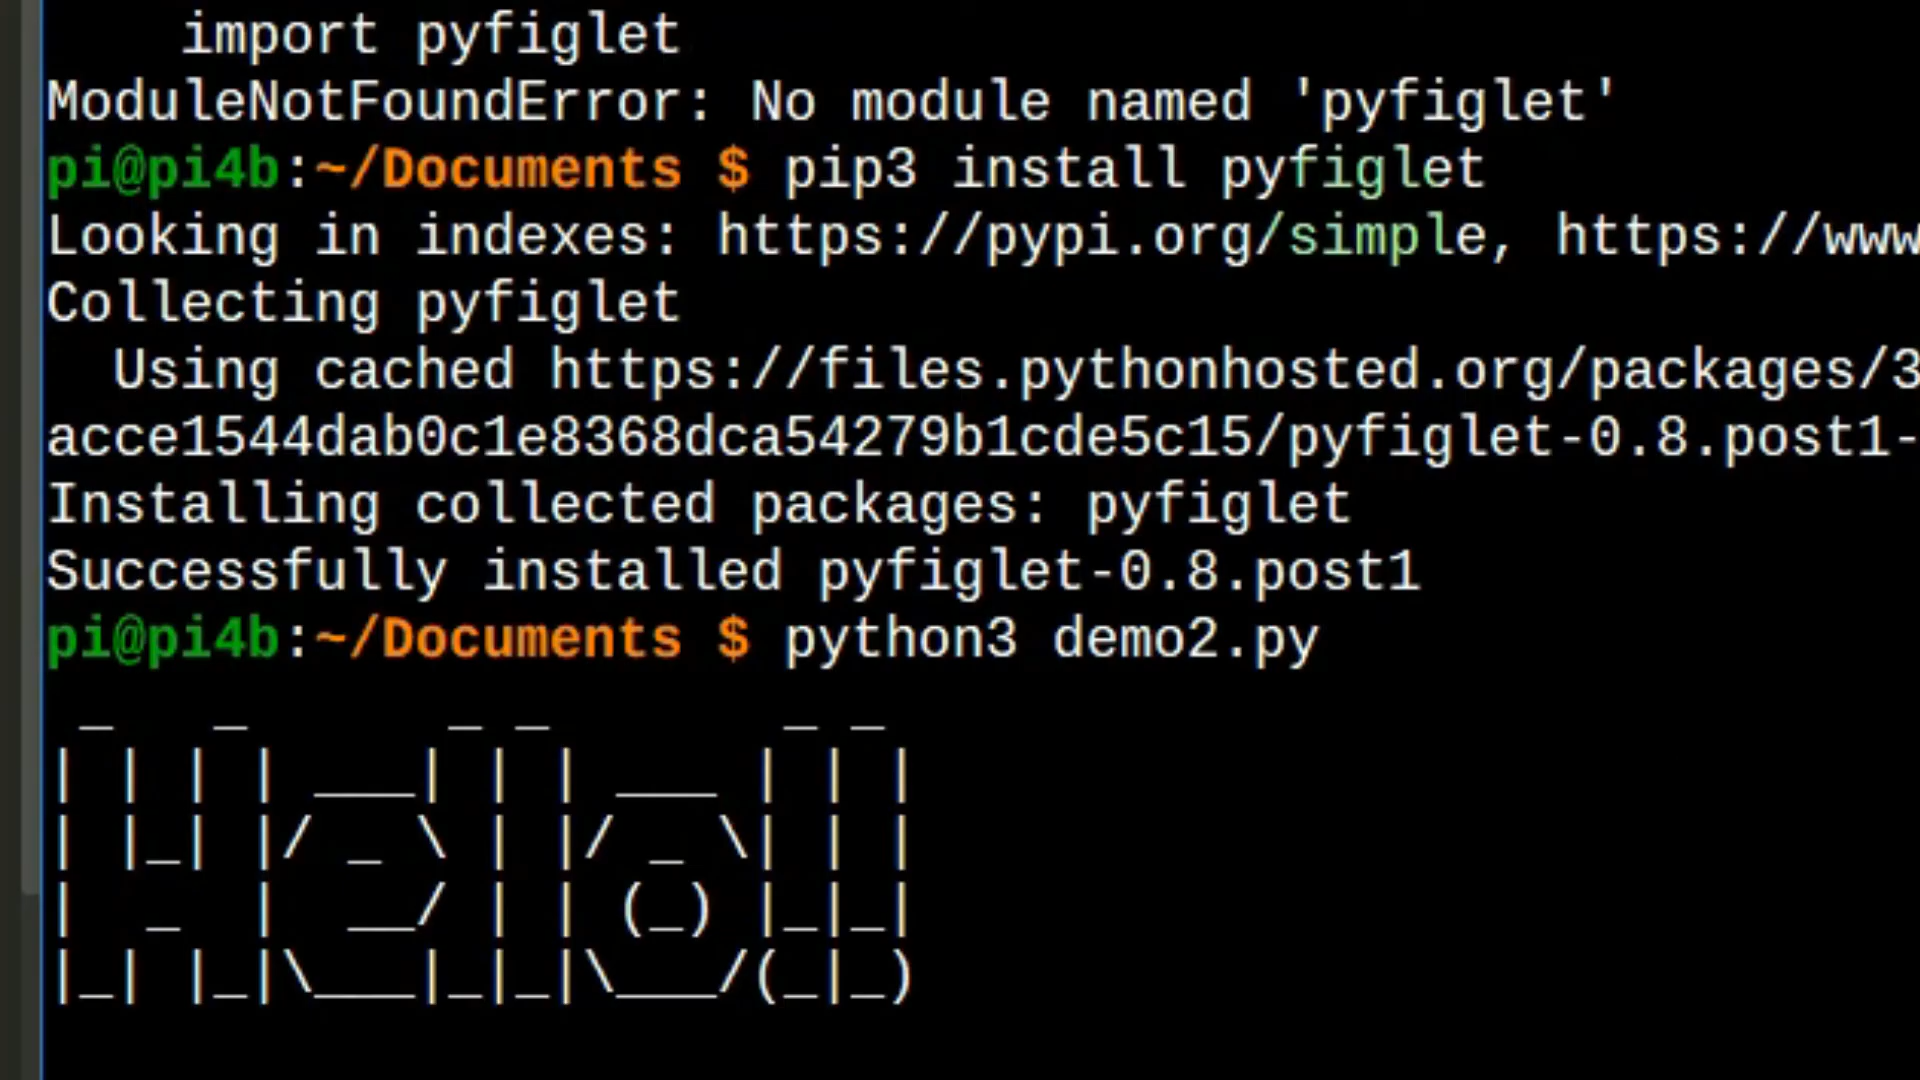 import pyfiglet
ModuleNotFoundError: No module named 'pyfiglet'
pi@pi4b:~/Documents $ pip3 install pyfiglet
Looking in indexes: https://pypi.org/simple, https://www
Collecting pyfiglet
  Using cached https://files.pythonhosted.org/packages/3
acce1544dab0c1e8368dca54279b1cde5c15/pyfiglet-0.8.post1-
Installing collected packages: pyfiglet
Successfully installed pyfiglet-0.8.post1
pi@pi4b:~/Documents $ python3 demo2.py
Hello!!